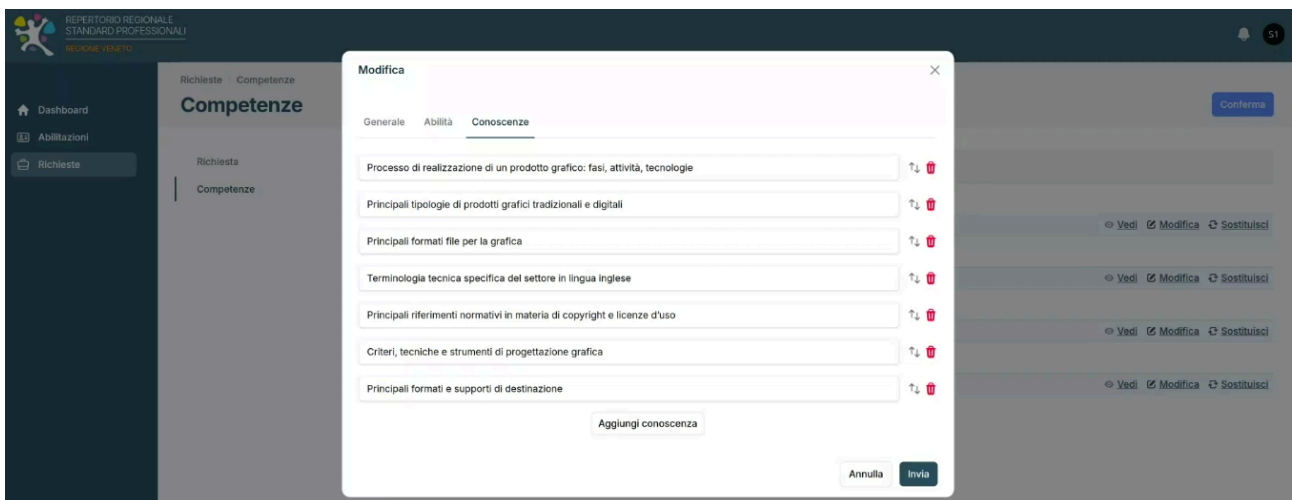 REPERTORIO REGIONALE
STANDARD PROFESSIONALI
REGIONE VENETO
S1
Dashboard
Abilitazioni
Richieste
Richieste Competenze
Competenze
Conferma
Richiesta
Competenze
Modifica
Generale Abilità Conoscenze
Processo di realizzazione di un prodotto grafico: fasi, attività, tecnologie
Principali tipologie di prodotti grafici tradizionali e digitali
Principali formati file per la grafica
Terminologia tecnica specifica del settore in lingua inglese
Principali riferimenti normativi in materia di copyright e licenze d'uso
Criteri, tecniche e strumenti di progettazione grafica
Principali formati e supporti di destinazione
Aggiungi conoscenza
Annulla Invia
Vedi Modifica Sostituisci
Vedi Modifica Sostituisci
Vedi Modifica Sostituisci
Vedi Modifica Sostituisci